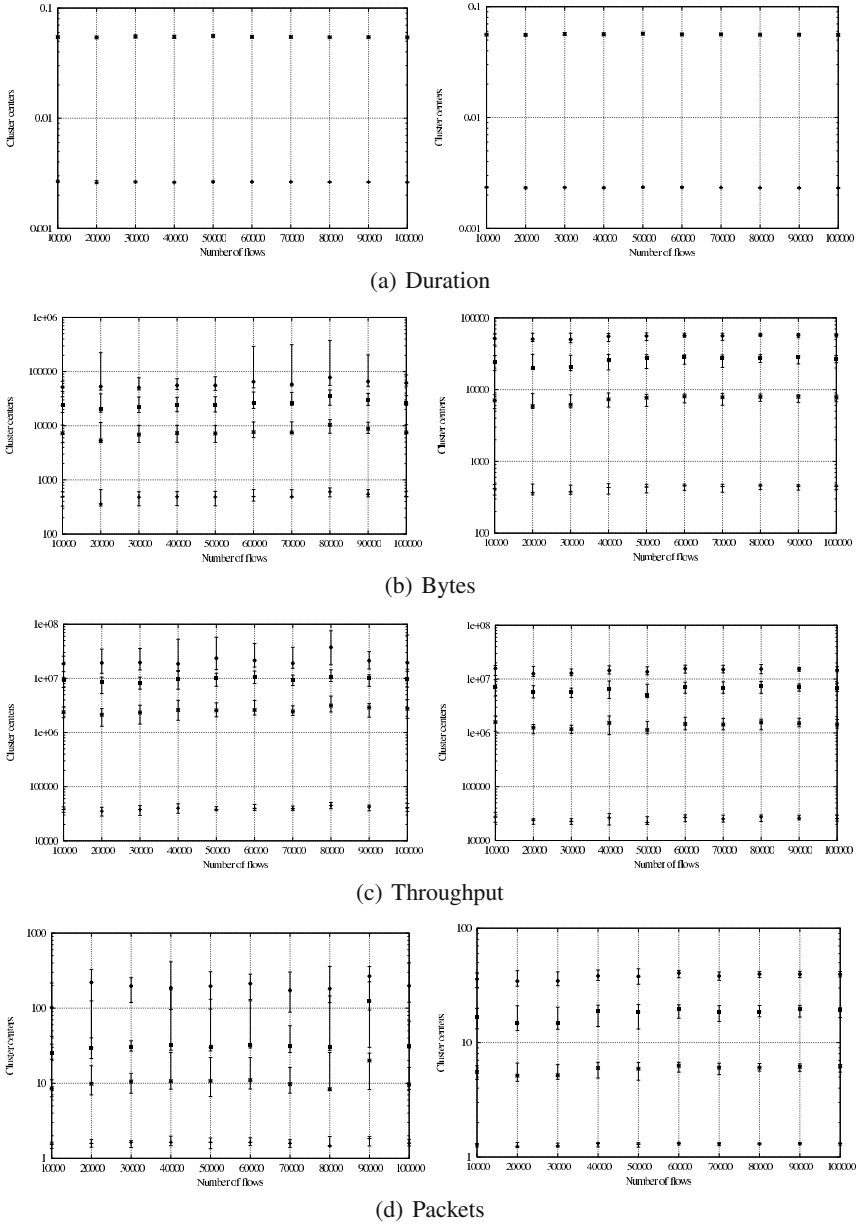 0.1
0.01
0.001
Cluster centers
10000 20000 30000 40000 50000 60000 70000 80000 90000 100000
Number of flows
0.1
0.01
0.001
Cluster centers
10000 20000 30000 40000 50000 60000 70000 80000 90000 100000
Number of flows
(a) Duration
1e+06
100000
10000
1000
100
Cluster centers
10000 20000 30000 40000 50000 60000 70000 80000 90000 100000
Number of flows
100000
10000
1000
100
Cluster centers
10000 20000 30000 40000 50000 60000 70000 80000 90000 100000
Number of flows
(b) Bytes
1e+08
1e+07
1e+06
100000
10000
Cluster centers
10000 20000 30000 40000 50000 60000 70000 80000 90000 100000
Number of flows
1e+08
1e+07
1e+06
100000
10000
Cluster centers
10000 20000 30000 40000 50000 60000 70000 80000 90000 100000
Number of flows
(c) Throughput
1000
100
10
1
Cluster centers
10000 20000 30000 40000 50000 60000 70000 80000 90000 100000
Number of flows
100
10
1
Cluster centers
10000 20000 30000 40000 50000 60000 70000 80000 90000 100000
Number of flows
(d) Packets